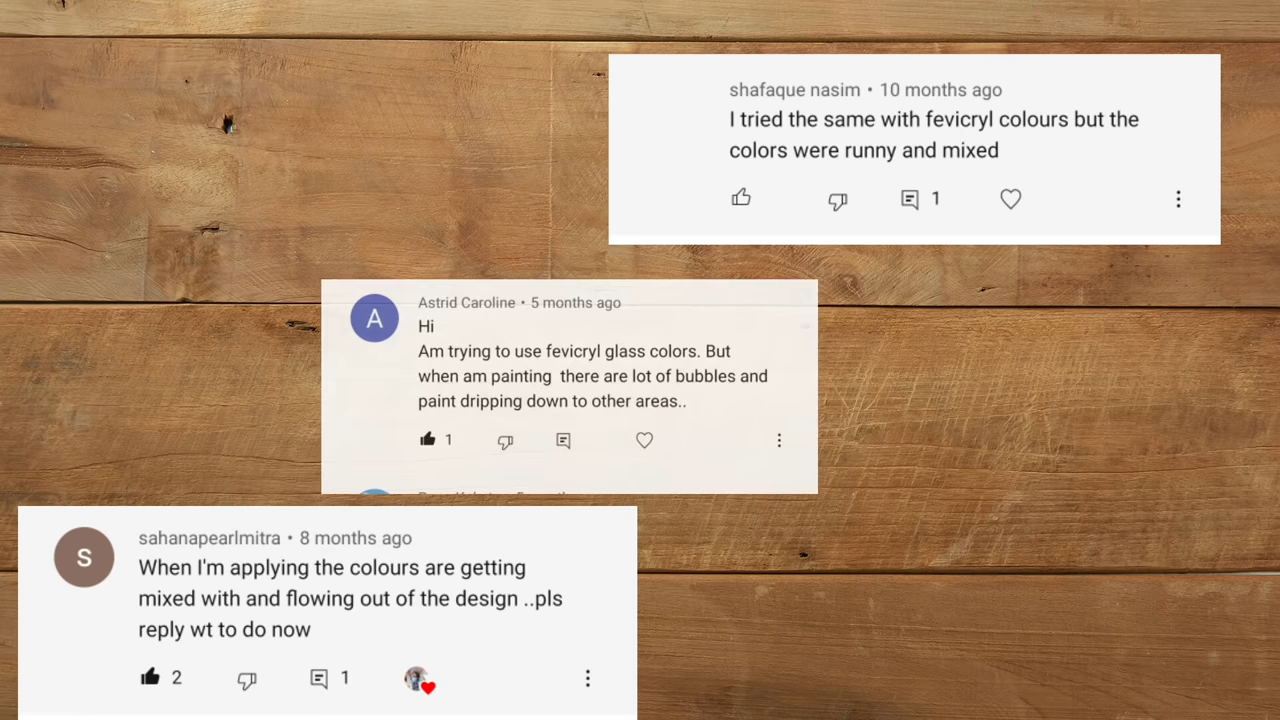 shafaque nasim • 10 months ago
I tried the same with fevicryl colours but the
colors were runny and mixed
1
A
Astrid Caroline • 5 months ago
Hi
Am trying to use fevicryl glass colors. But
when am painting there are lot of bubbles and
paint dripping down to other areas..
1
S
sahanapearlmitra • 8 months ago
When I'm applying the colours are getting
mixed with and flowing out of the design ..pls
reply wt to do now
2 1